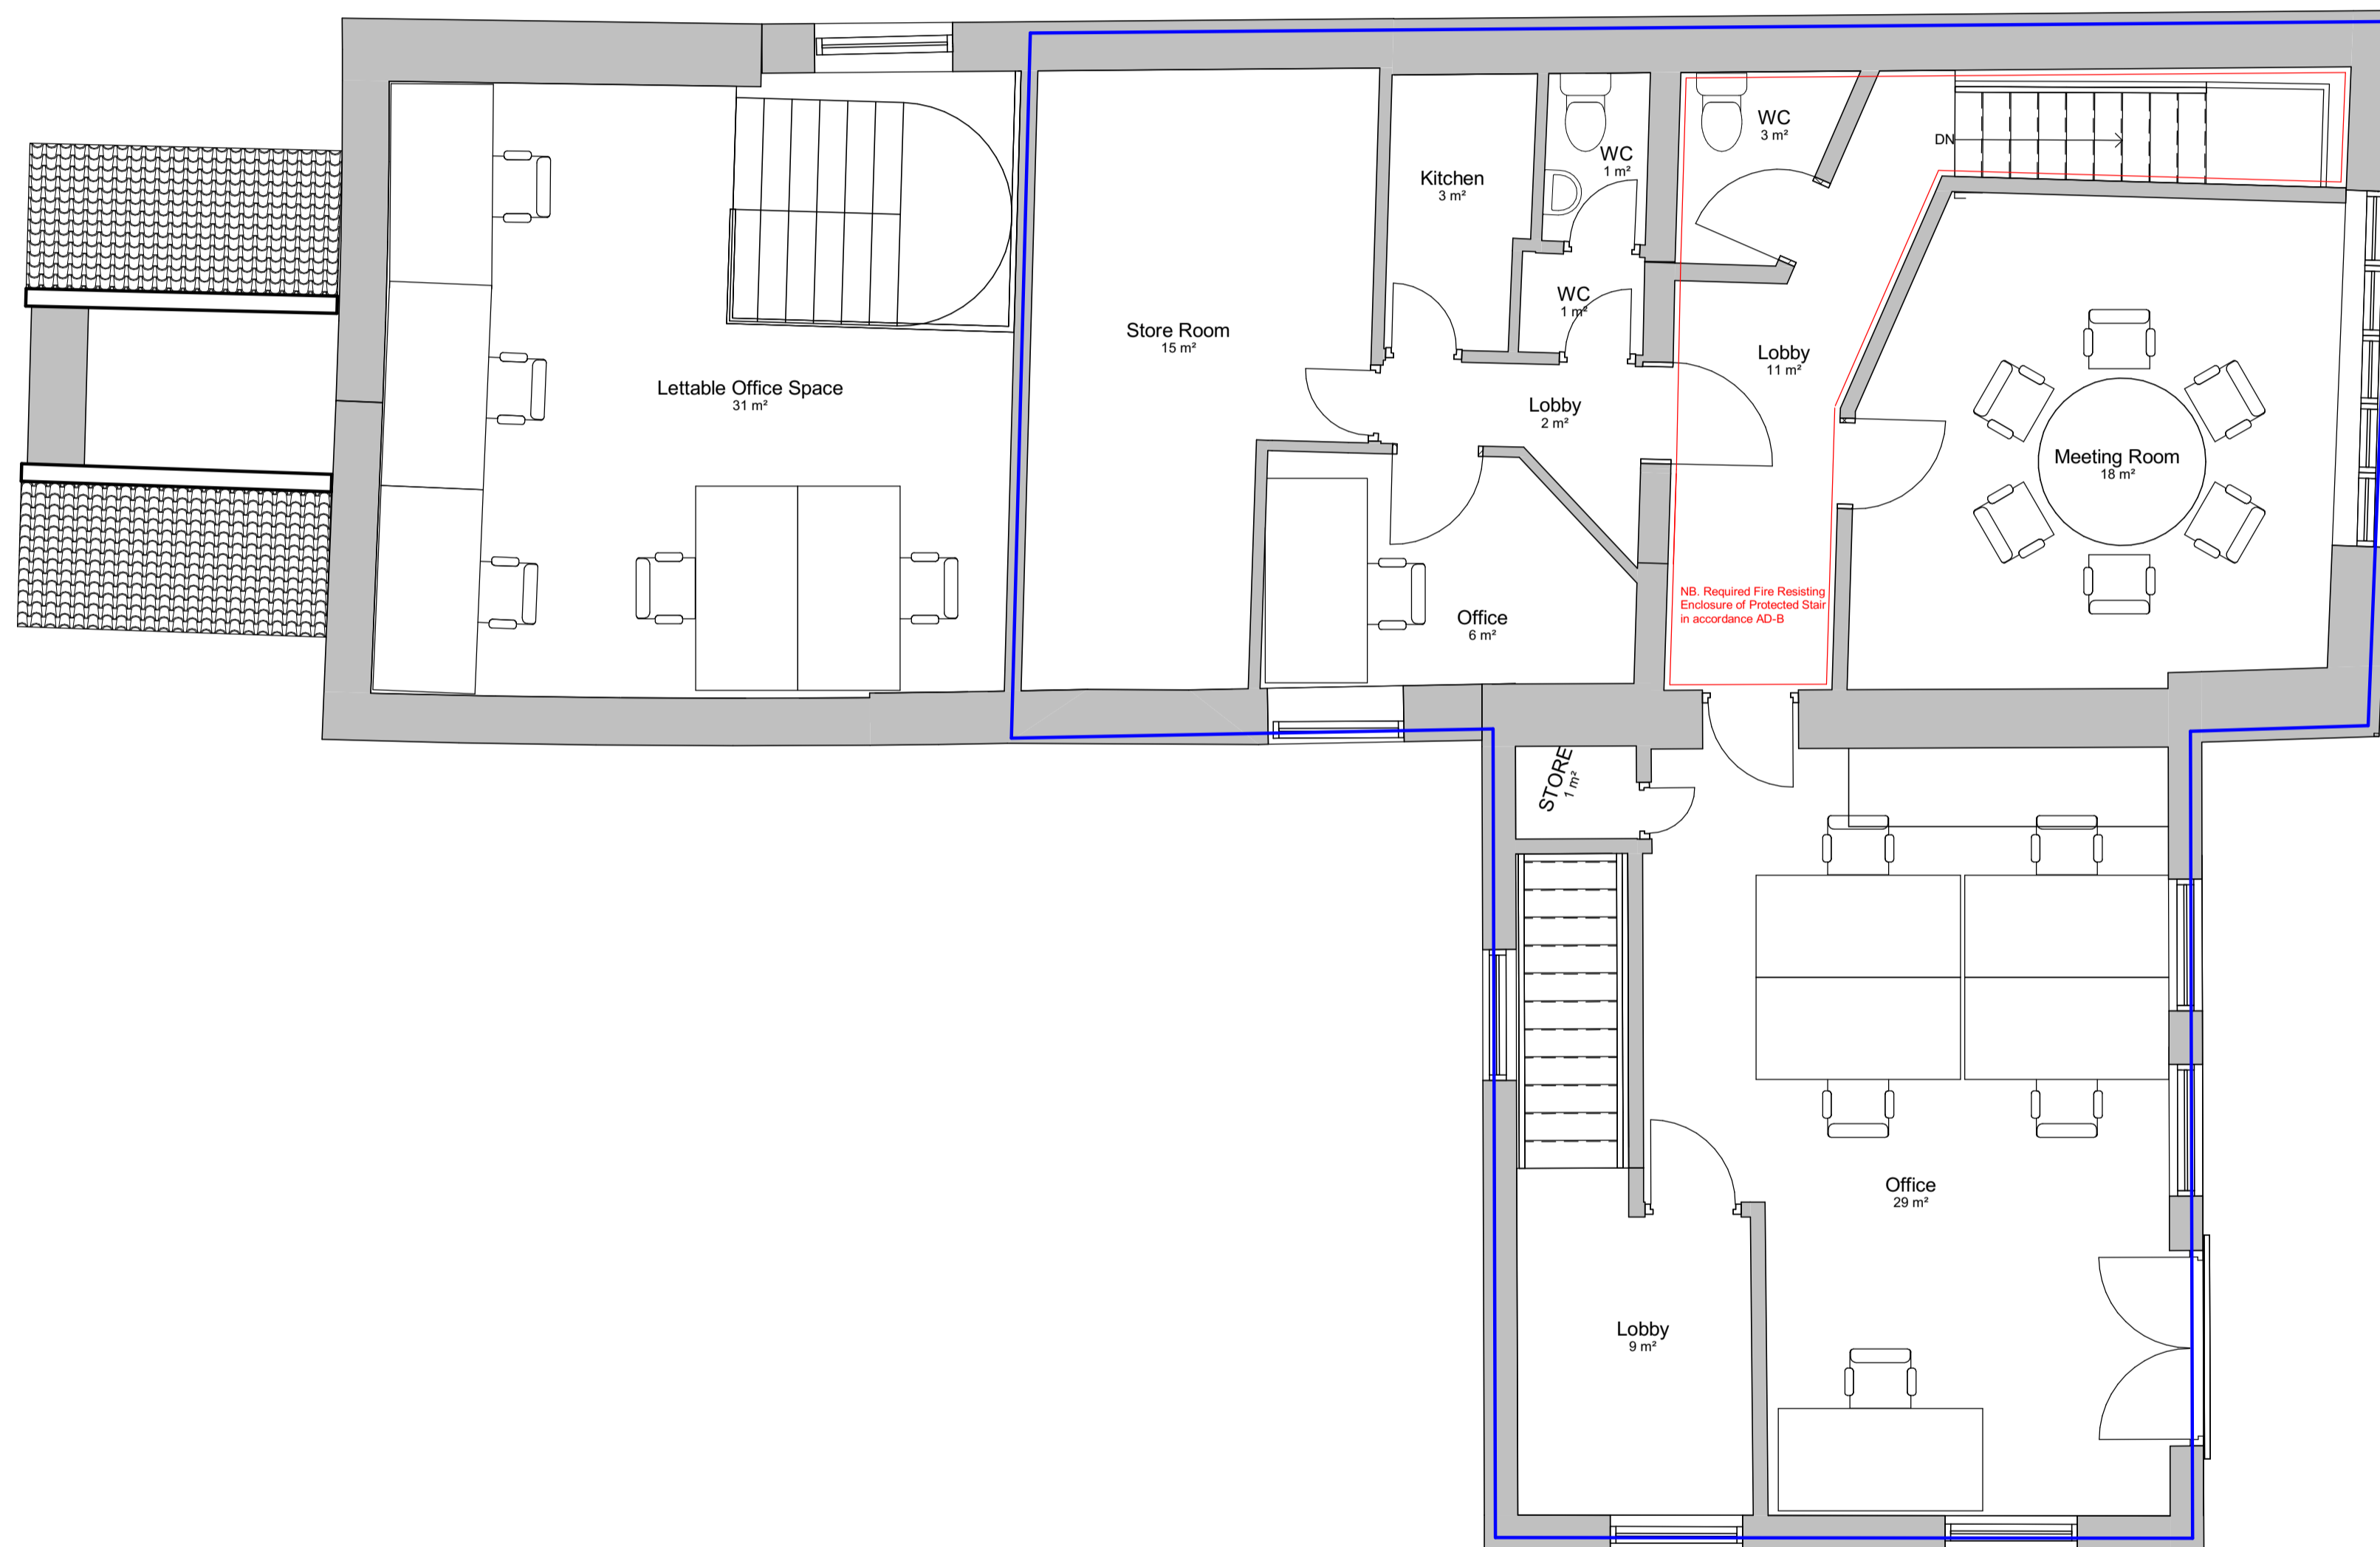 WC
3 m²
DN
WC
1 m²
Kitchen
3 m²
WC
1 m²
Store Room
15 m²
Lobby
11 m²
Lettable Office Space
31 m²
Lobby
2 m²
Meeting Room
18 m²
NB. Required Fire Resisting
Enclosure of Protected Stair
in accordance AD-B
Office
6 m²
STORE
1 m²
Office
29 m²
Lobby
9 m²